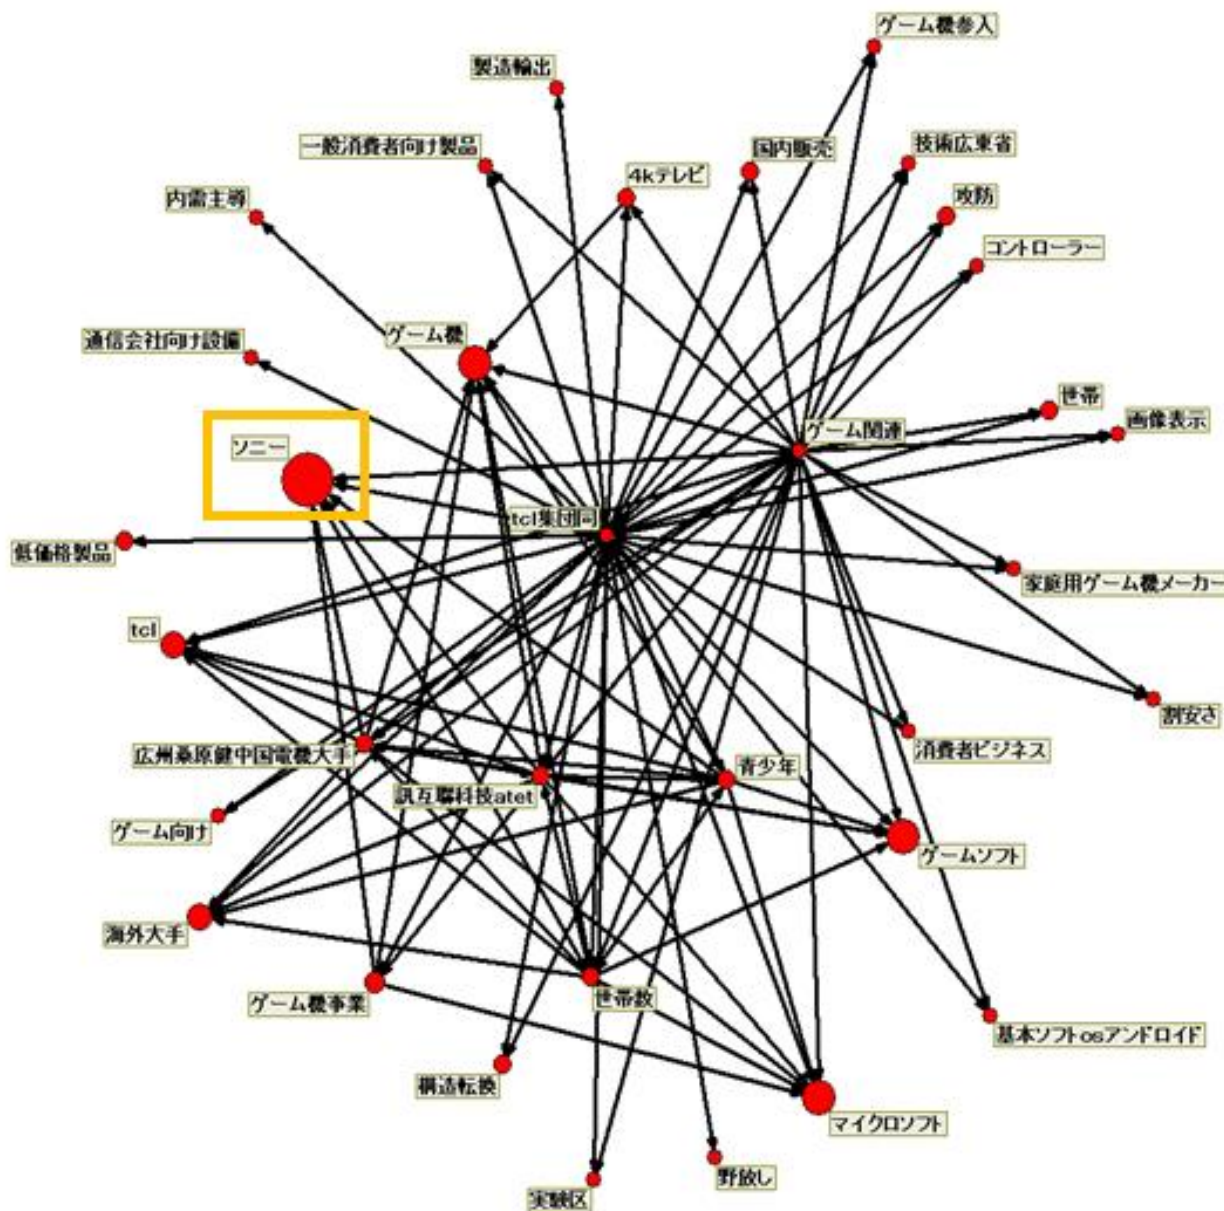 ゲーム機参入
製造輸出
一般消費者向け製品
国内販売
技術広東省
4kテレビ
内需主導
攻防
コントローラー
ゲーム機
通信会社向け設備
世帯
画像表示
ゲーム関連
ソニー
tcl集団同
低価格製品
家庭用ゲーム機メーカー
tcl
割安さ
広州桑原健中国電機大手
消費者ビジネス
青少年
訊互聯科技atet
ゲーム向け
ゲームソフト
海外大手
ゲーム機事業
世帯数
基本ソフトosアンドロイド
構造転換
マイクロソフト
野放し
実験区